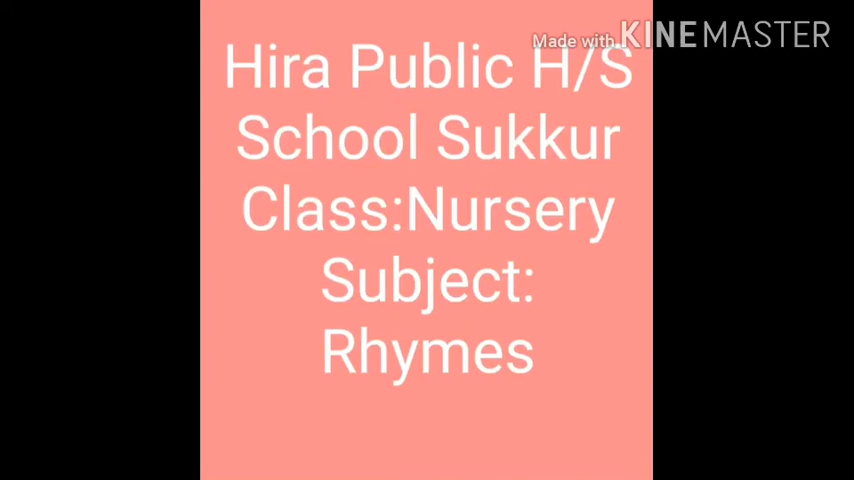 Made with KINEMASTER
Hira Public H/S
School Sukkur
Class:Nursery
Subject:
Rhymes